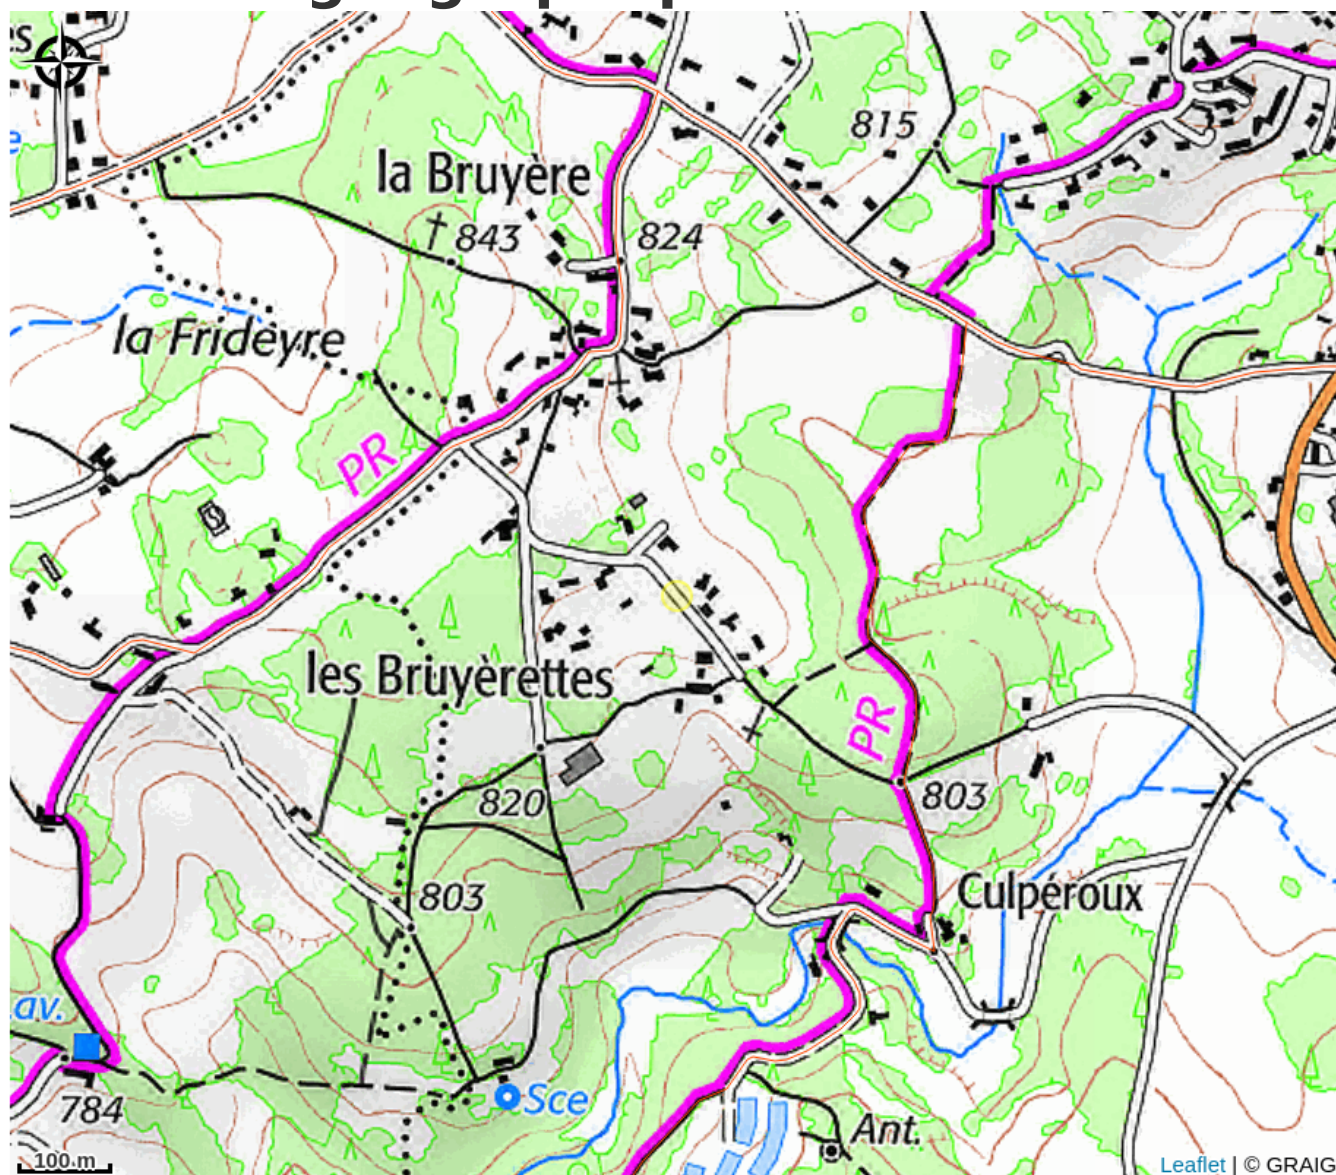 815
la Bruyère
843
824
la Frideyre
PR
les Bruyèrettes
PR
820
803
803
Culpéroux
av.
784
Sce
Ant.
100 m
Leaflet | © GRAIG